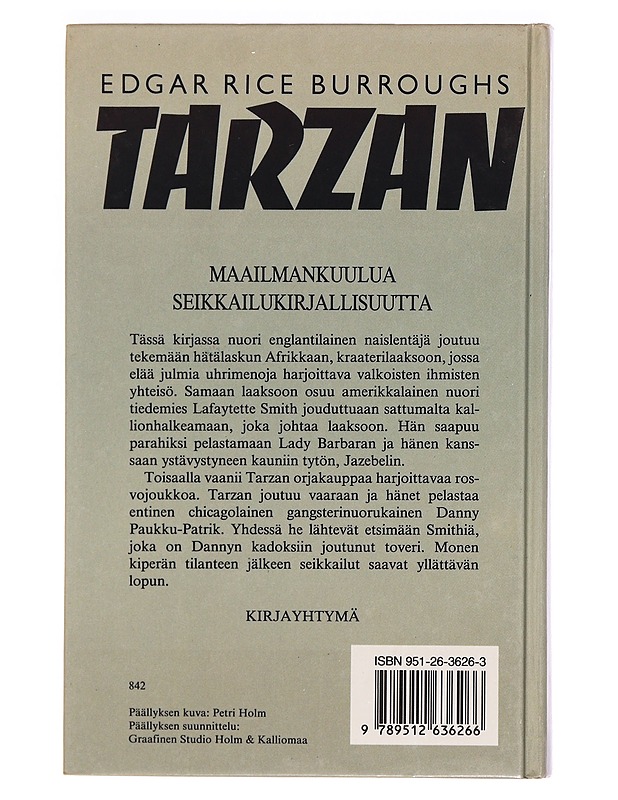 EDGAR RICE BURROUGHS
TARZAN
MAAILMANKUULUA
SEIKKAILUKIRJALLISUUTTA
Tässä kirjassa nuori englantilainen naislentäjä joutuu
tekemään hätälaskun Afrikkaan, kraaterilaaksoon, jossa
elää julmia uhrimenoja harjoittava valkoisten ihmisten
yhteisö. Samaan laaksoon osuu amerikkalainen nuori
tiedemies Lafaytette Smith jouduttuaan sattumalta kal-
lionhalkeamaan, joka johtaa laaksoon. Hän saapuu
parahiksi pelastamaan Lady Barbaran ja hänen kans-
saan ystävystyneen kauniin tytön, Jazebelin.
Toisaalla vaanii Tarzan orjakauppaa harjoittavaa ros-
vojoukkoa. Tarzan joutuu vaaraan ja hänet pelastaa
entinen chicagolainen gangsterinuorukainen Danny
Paukku-Patrik. Yhdessä he lähtevät etsimään Smithiä,
joka on Dannyn kadoksiin joutunut toveri. Monen
kiperän tilanteen jälkeen seikkailut saavat yllättävän
lopun.
KIRJAYHTYMÄ
ISBN 951-26-3626-3
842
Päällyksen kuva: Petri Holm
Päällyksen suunnittelu:
Graafinen Studio Holm & Kalliomaa
9 789512 636266